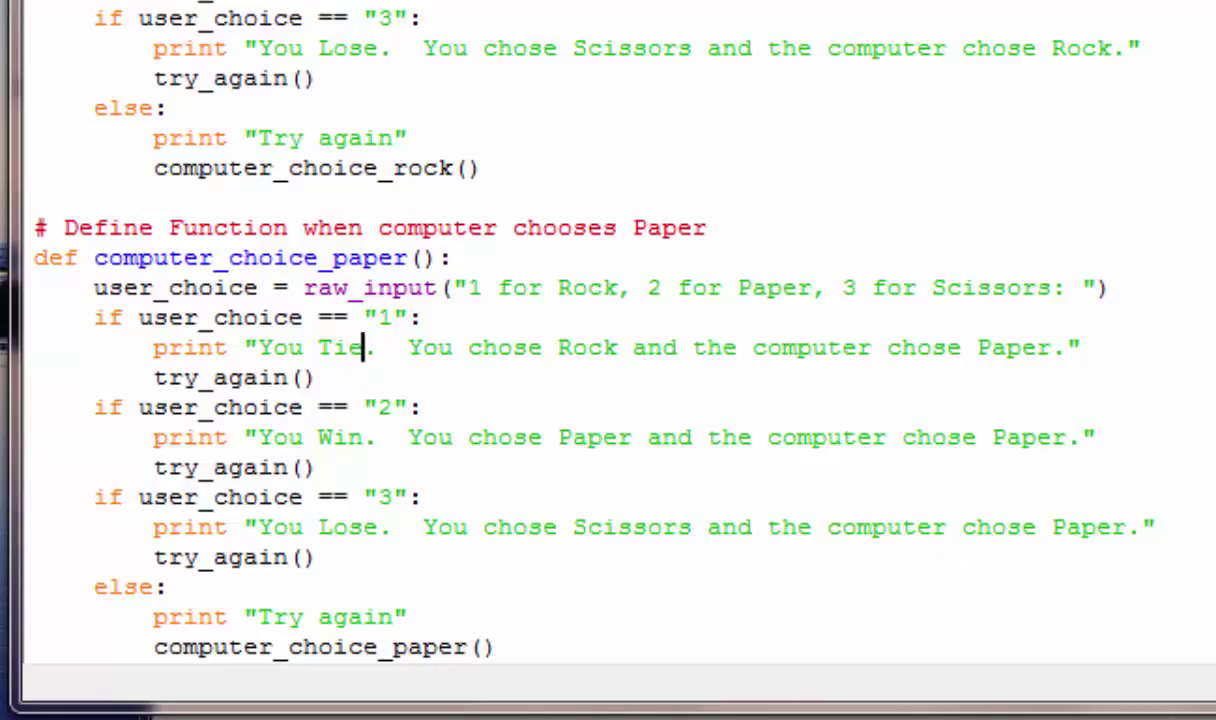 if user_choice == "3":
print "You Lose.  You chose Scissors and the computer chose Rock."
try_again()
else:
print "Try again"
computer_choice_rock()
# Define Function when computer chooses Paper
def computer_choice_paper():
user_choice = raw_input("1 for Rock, 2 for Paper, 3 for Scissors: ")
if user_choice == "1":
print "You Tie.  You chose Rock and the computer chose Paper."
try_again()
if user_choice == "2":
print "You Win.  You chose Paper and the computer chose Paper."
try_again()
if user_choice == "3":
print "You Lose.  You chose Scissors and the computer chose Paper."
try_again()
else:
print "Try again"
computer_choice_paper()